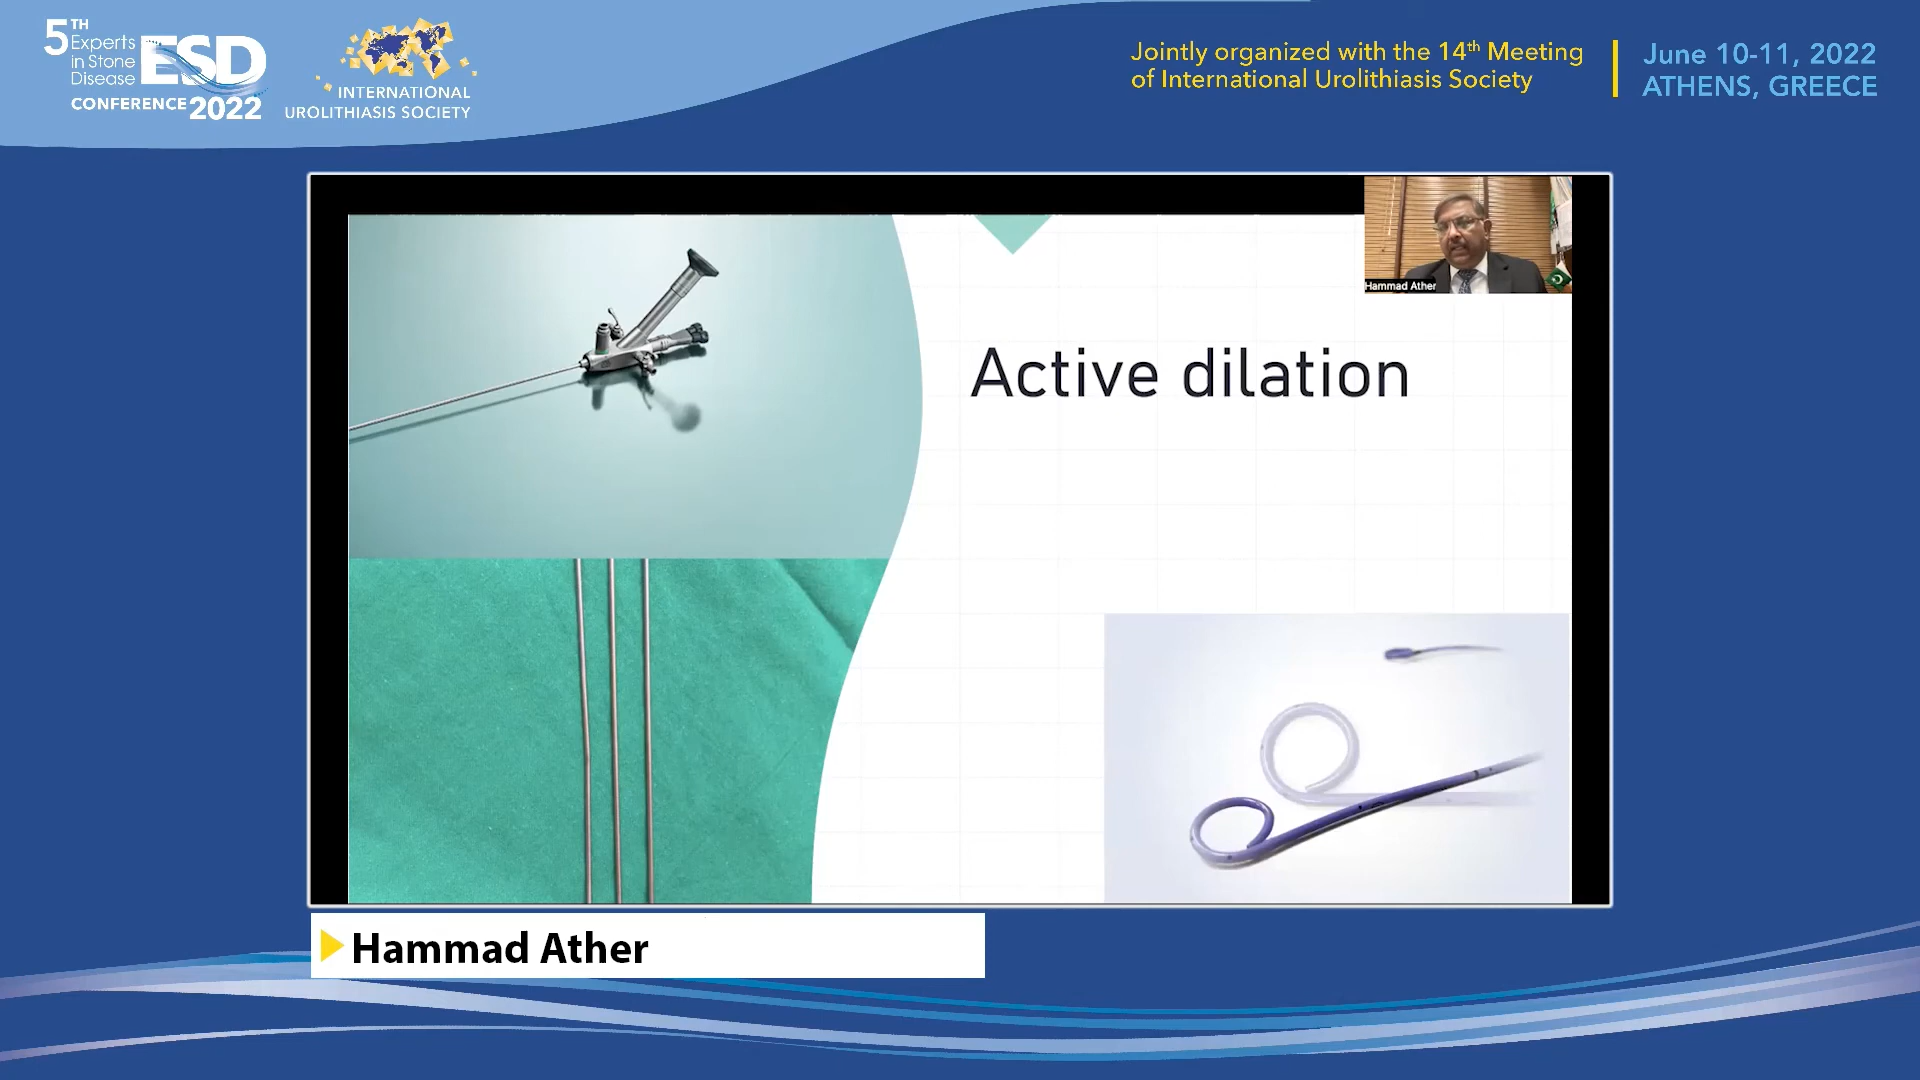 5TH
Experts
in Stone
Disease
ESD
CONFERENCE 2022
INTERNATIONAL
UROLITHIASIS SOCIETY
Jointly organized with the 14th Meeting
of International Urolithiasis Society
June 10-11, 2022
ATHENS, GREECE
Hammad Ather
Active dilation
Hammad Ather